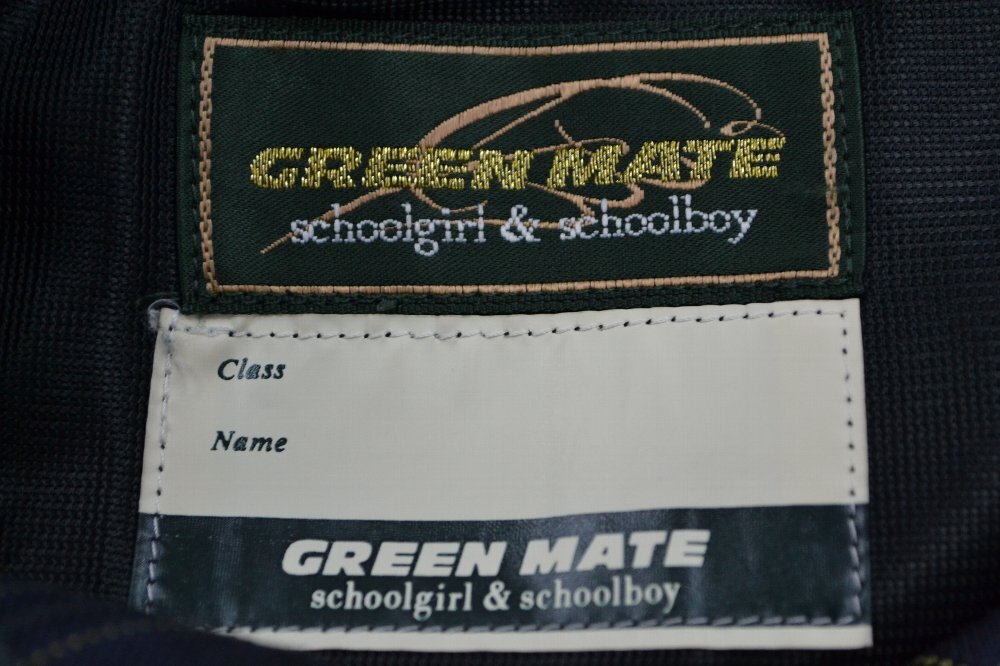 GREEN MATE
schoolgirl & schoolboy
Class
Name
GREEN MATE
schoolgirl & schoolboy